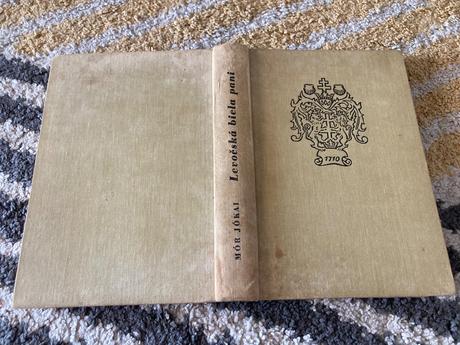 MÓR JÓKAI
Levočská biela pani
1710